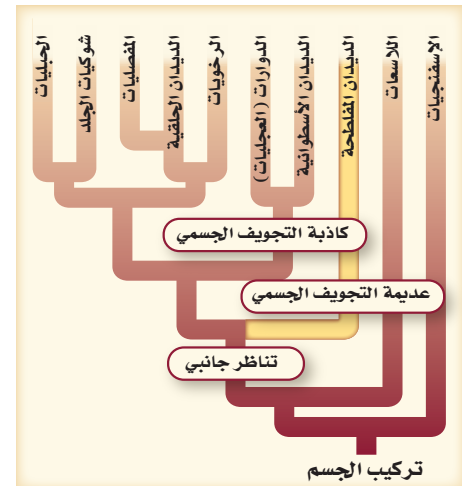 الإسفنجيات
اللاسعات
الديدان المفلطحة
الديدان الأسطوانية
الدوارات (العجليات)
الرخويات
الديدان الحلقية
المفصليات
شوكيات الجلد
الحبليات
كاذبة التجويف الجسمي
عديمة التجويف الجسمي
تناظر جانبي
تركيب الجسم